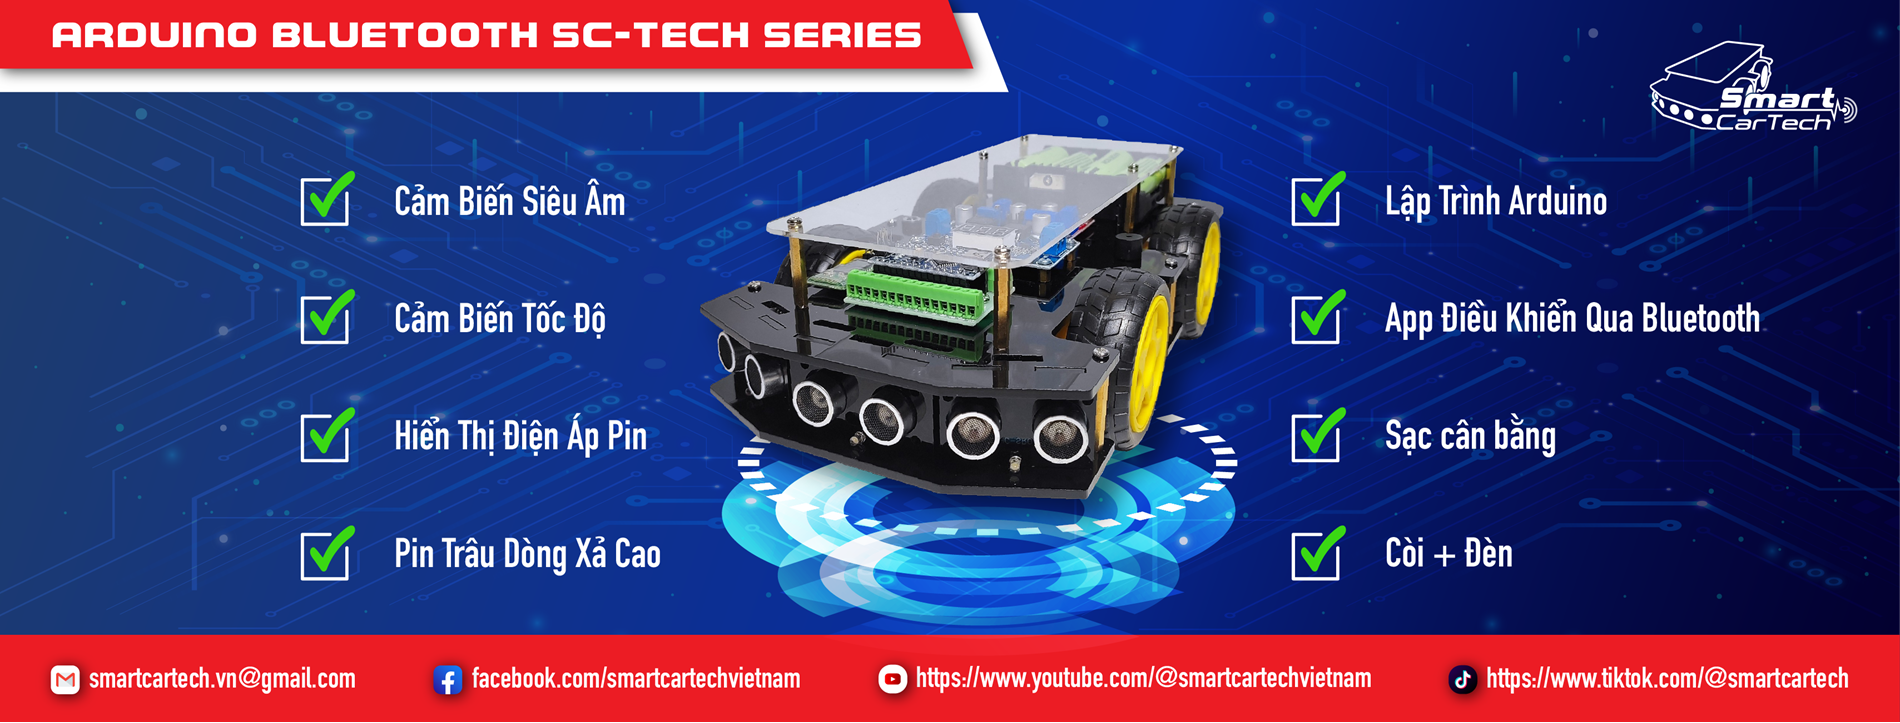 ARDUINO BLUETOOTH SC-TECH SERIES
Smart
CarTech
Cảm Biến Siêu Âm
Cảm Biến Tốc Độ
Hiển Thị Điện Áp Pin
Pin Trâu Dòng Xả Cao
Lập Trình Arduino
App Điều Khiển Qua Bluetooth
Sạc cân bằng
Còi + Đèn
smartcartech.vn@gmail.com
facebook.com/smartcartechvietnam
https://www.youtube.com/@smartcartechvietnam
https://www.tiktok.com/@smartcartech